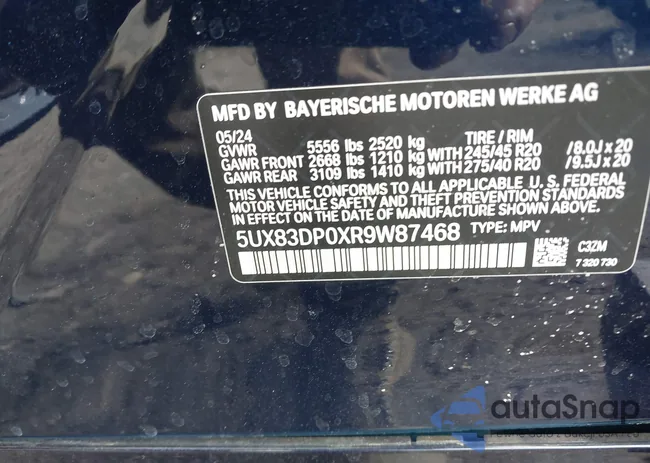 MFD BY BAYERISCHE MOTOREN WERKE AG
05/24
GVWR 5556 lbs 2520 kg TIRE / RIM
GAWR FRONT 2668 lbs 1210 kg WITH 245/45 R20 /8.0J x 20
GAWR REAR 3109 lbs 1410 kg WITH 275/40 R20 /9.5J x 20
THIS VEHICLE CONFORMS TO ALL APPLICABLE U. S. FEDERAL
MOTOR VEHICLE SAFETY AND THEFT PREVENTION STANDARDS
IN EFFECT ON THE DATE OF MANUFACTURE SHOWN ABOVE.
5UX83DP0XR9W87468 TYPE: MPV
C3ZM
7 320 730
autaSnap